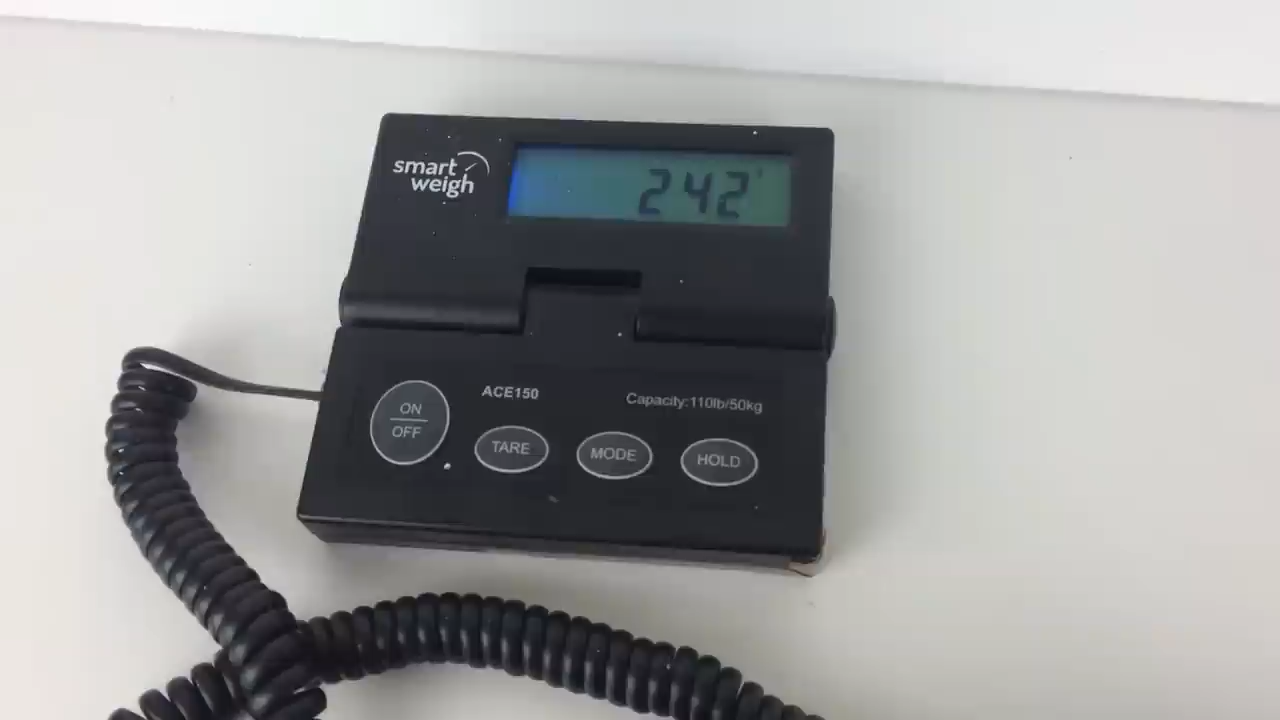 smart
weigh
242
ACE150
Capacity:110lb/50kg
ON
OFF
TARE
MODE
HOLD